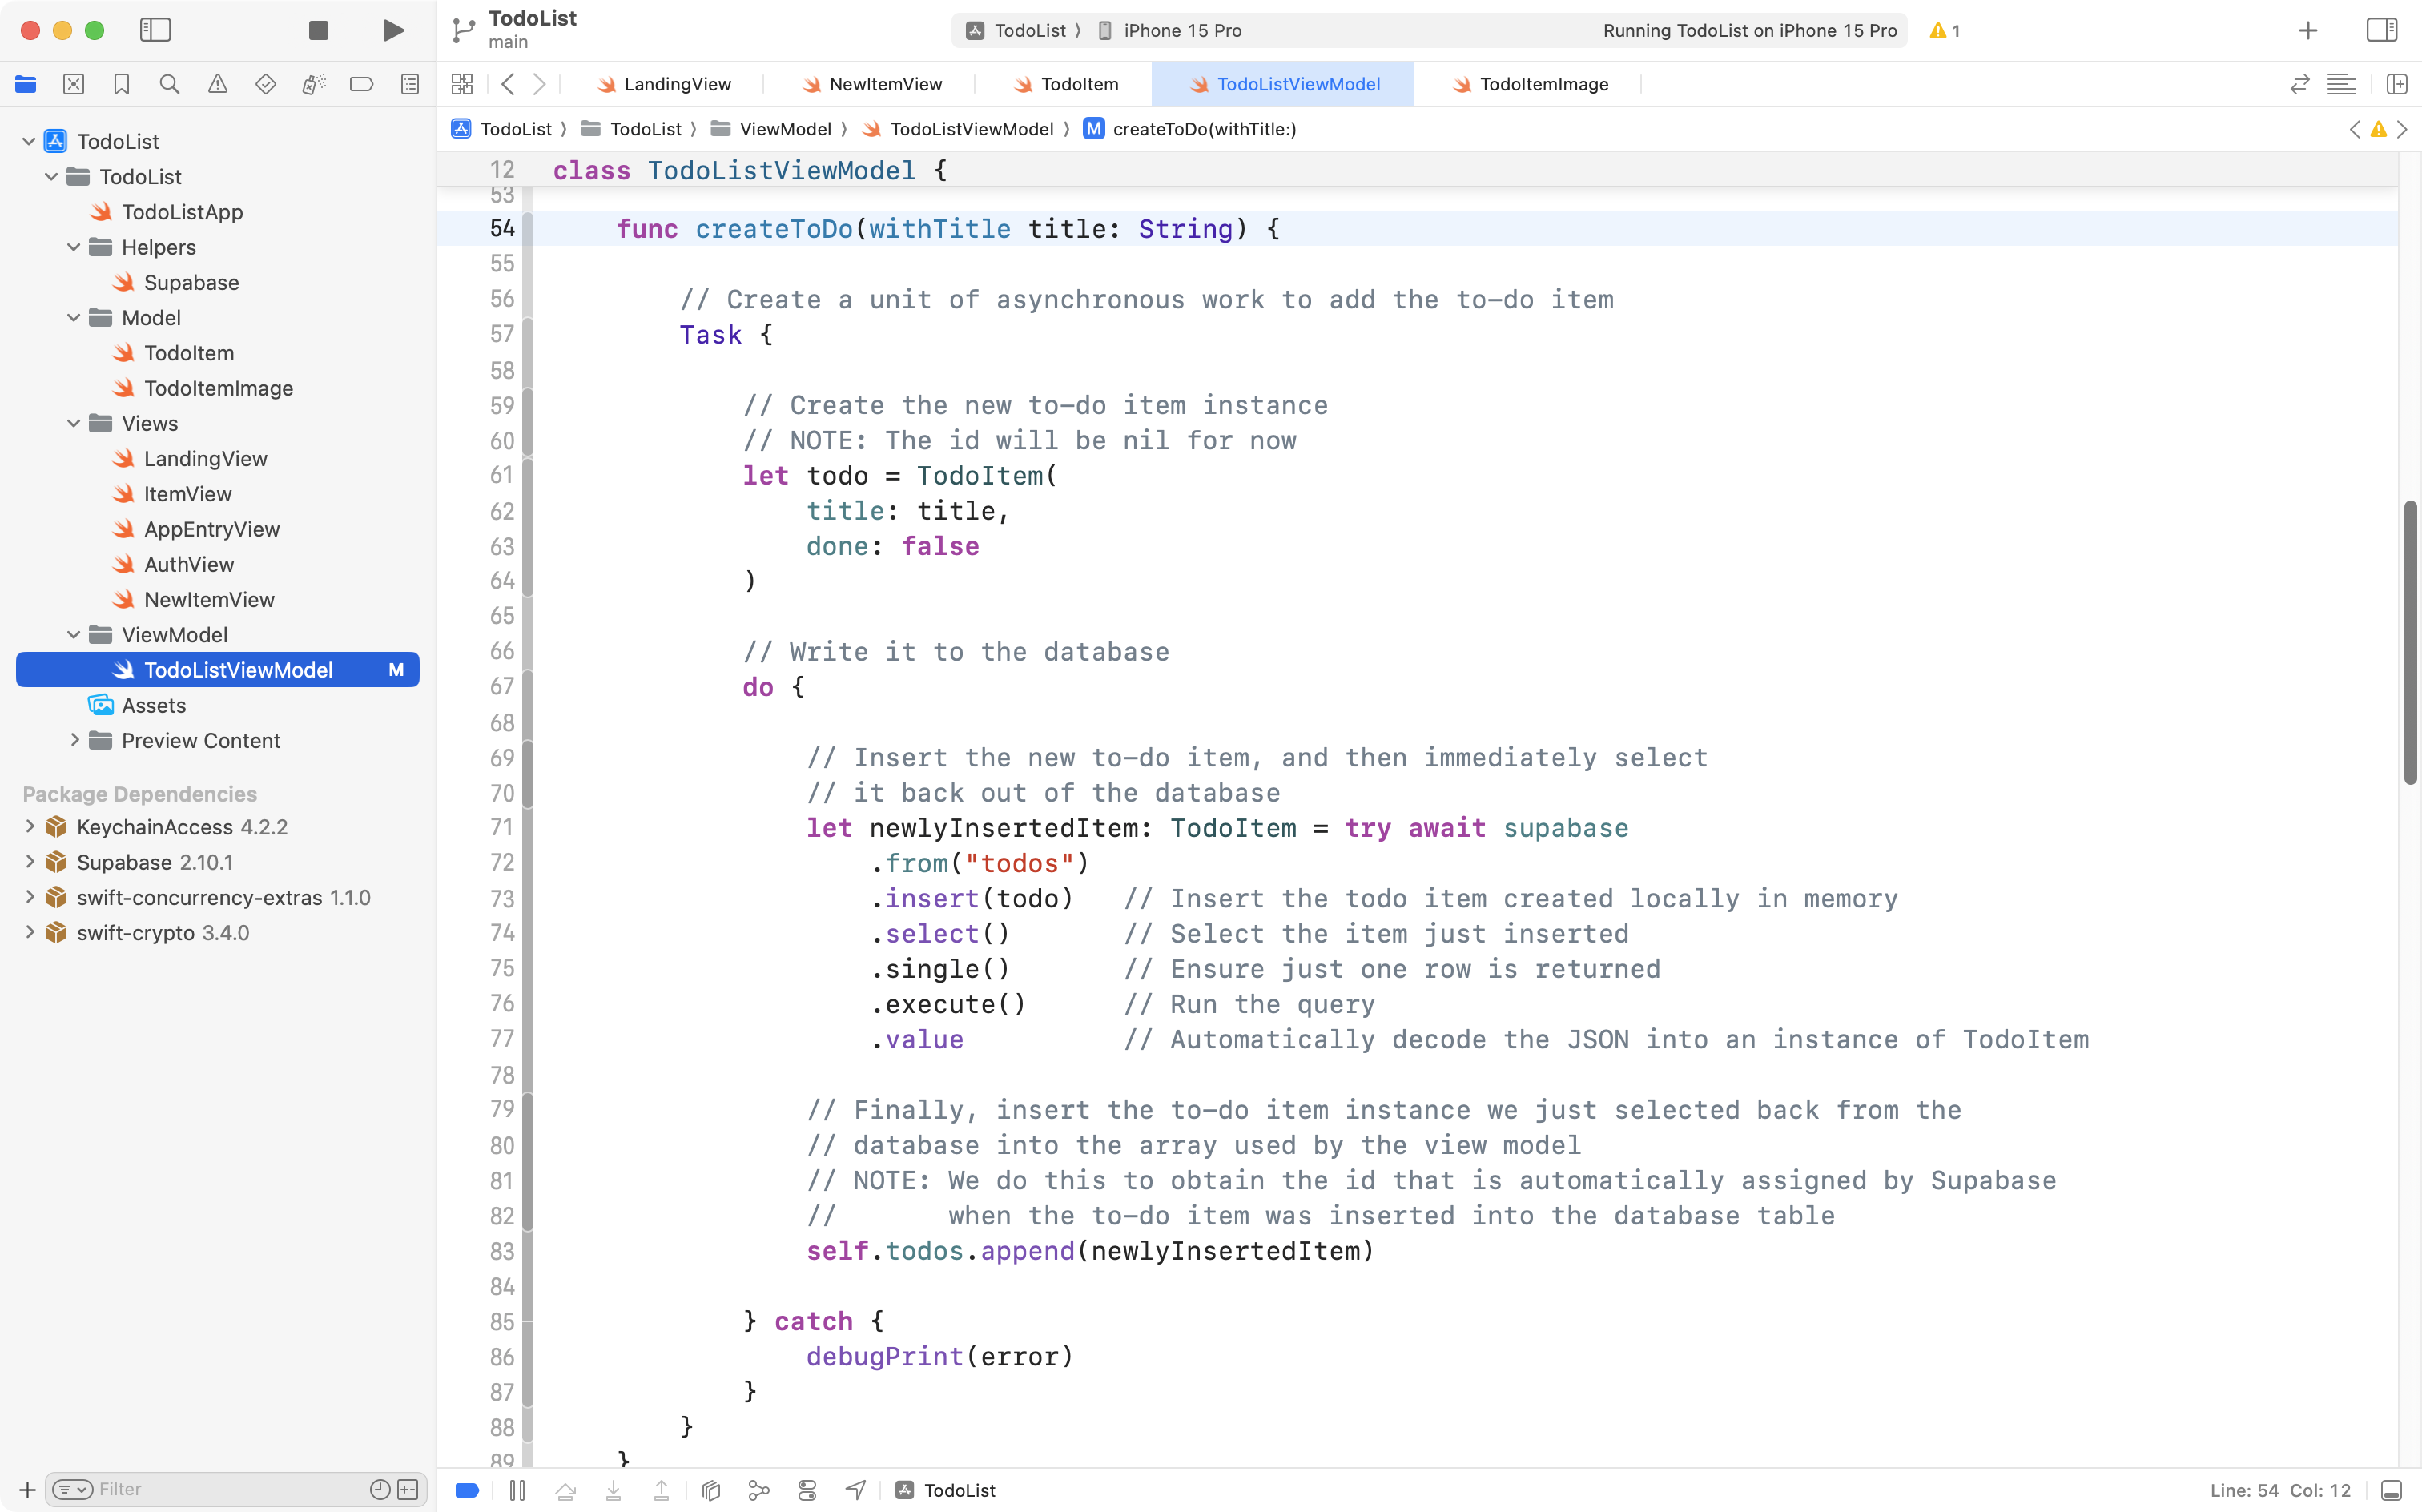 TodoList
main
TodoList 〉 iPhone 15 Pro
Running TodoList on iPhone 15 Pro
1
LandingView
NewItemView
TodoItem
TodoListViewModel
TodoItemImage
TodoList 〉 TodoList 〉 ViewModel 〉 TodoListViewModel 〉 M createToDo(withTitle:)
TodoList
TodoList
TodoListApp
Helpers
Supabase
Model
TodoItem
TodoItemImage
Views
LandingView
ItemView
AppEntryView
AuthView
NewItemView
ViewModel
TodoListViewModel M
Assets
Preview Content
Package Dependencies
KeychainAccess 4.2.2
Supabase 2.10.1
swift-concurrency-extras 1.1.0
swift-crypto 3.4.0
Filter
12 class TodoListViewModel {
53
54 func createToDo(withTitle title: String) {
55
56 // Create a unit of asynchronous work to add the to-do item
57 Task {
58
59 // Create the new to-do item instance
60 // NOTE: The id will be nil for now
61 let todo = TodoItem(
62 title: title,
63 done: false
64 )
65
66 // Write it to the database
67 do {
68
69 // Insert the new to-do item, and then immediately select
70 // it back out of the database
71 let newlyInsertedItem: TodoItem = try await supabase
72 .from("todos")
73 .insert(todo) // Insert the todo item created locally in memory
74 .select() // Select the item just inserted
75 .single() // Ensure just one row is returned
76 .execute() // Run the query
77 .value // Automatically decode the JSON into an instance of TodoItem
78
79 // Finally, insert the to-do item instance we just selected back from the
80 // database into the array used by the view model
81 // NOTE: We do this to obtain the id that is automatically assigned by Supabase
82 // when the to-do item was inserted into the database table
83 self.todos.append(newlyInsertedItem)
84
85 } catch {
86 debugPrint(error)
87 }
88 }
89 }
TodoList
Line: 54 Col: 12